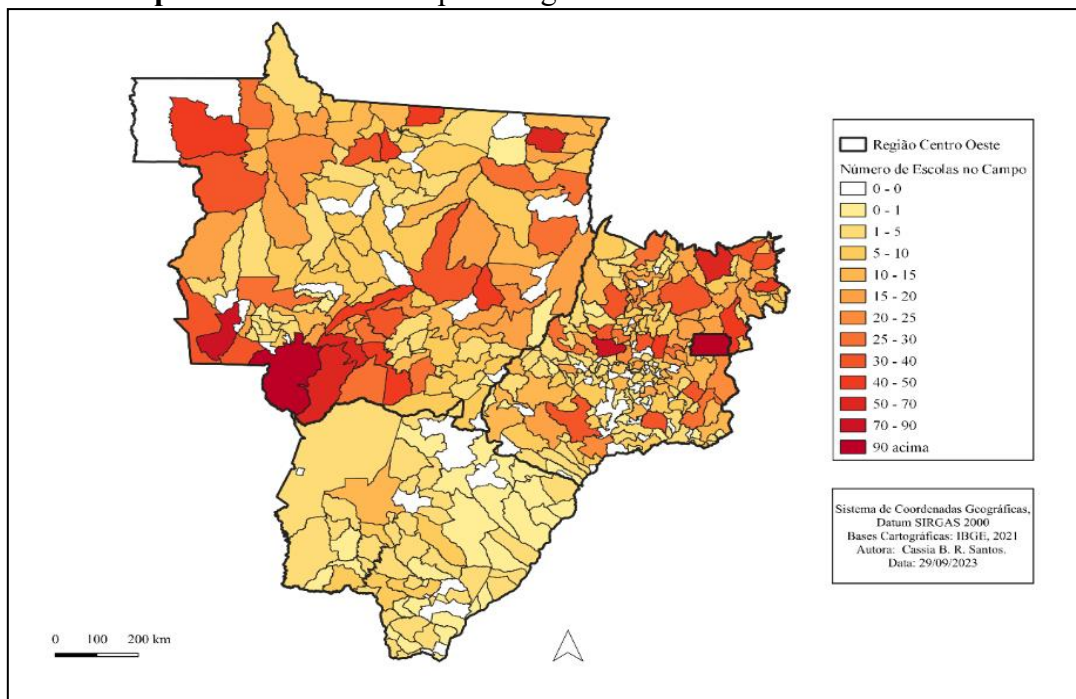 Região Centro Oeste
Número de Escolas no Campo
0 - 0
0 - 1
1 - 5
5 - 10
10 - 15
15 - 20
20 - 25
25 - 30
30 - 40
40 - 50
50 - 70
70 - 90
90 acima
Sistema de Coordenadas Geográficas,
Datum SIRGAS 2000
Bases Cartográficas: IBGE, 2021
Autora: Cassia B. R. Santos.
Data: 29/09/2023
0 100 200 km